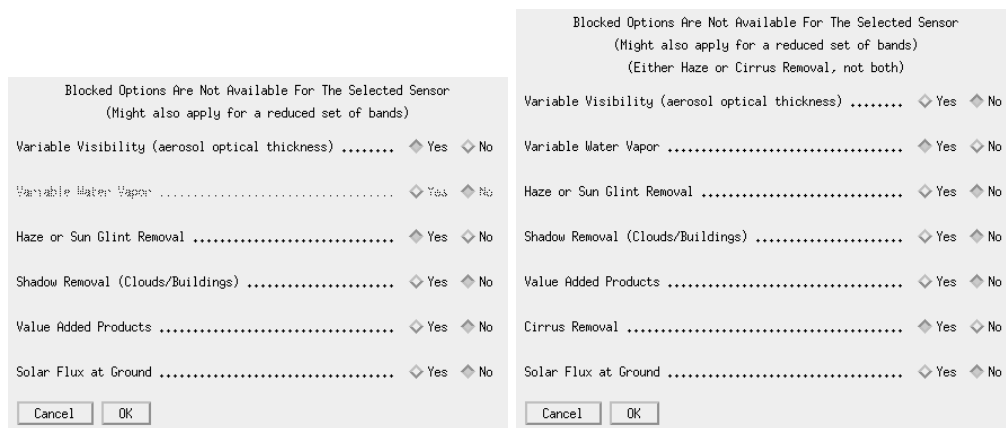 Blocked Options Are Not Available For The Selected Sensor
(Might also apply for a reduced set of bands)
Variable Visibility (aerosol optical thickness) ........ Yes No
Variable Water Vapor ................................... Yes No
Haze or Sun Glint Removal .............................. Yes No
Shadow Removal (Clouds/Buildings) ...................... Yes No
Value Added Products ................................... Yes No
Solar Flux at Ground ................................... Yes No
Cancel OK
Blocked Options Are Not Available For The Selected Sensor
(Might also apply for a reduced set of bands)
(Either Haze or Cirrus Removal, not both)
Variable Visibility (aerosol optical thickness) ........ Yes No
Variable Water Vapor ................................... Yes No
Haze or Sun Glint Removal .............................. Yes No
Shadow Removal (Clouds/Buildings) ...................... Yes No
Value Added Products ................................... Yes No
Cirrus Removal ......................................... Yes No
Solar Flux at Ground ................................... Yes No
Cancel OK